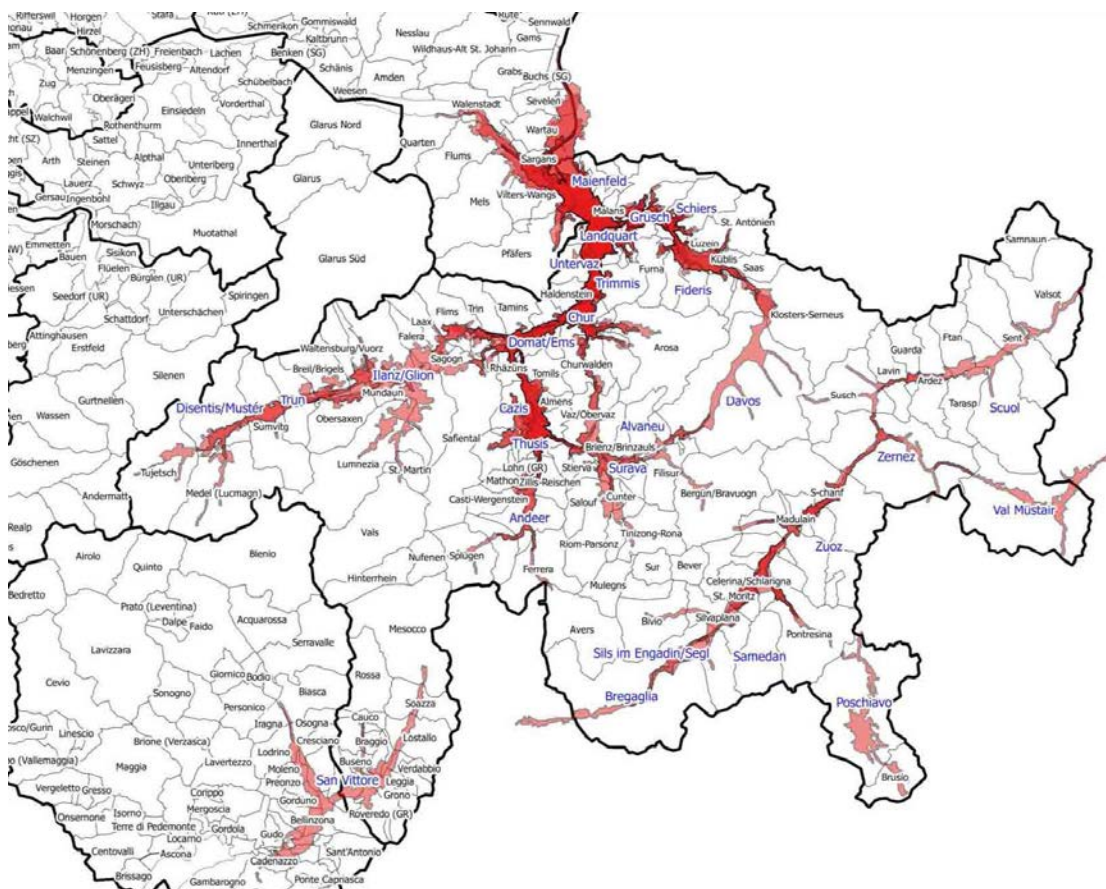 Rifferswil
Horgen
Hirzel
Stäfa
Schmerikon
Gommiswald
Kaltbrunn
Nesslau
Rüte
Sennwald
Gams
Wildhaus-Alt St. Johann
Baar
Schönenberg (ZH)
Freienbach
Lachen
Benken (SG)
Menzingen
Feusisberg
Altendorf
Schänis
Amden
Grabs
Buchs (SG)
Zug
Schübelbach
Weesen
Walenstadt
Sevelen
Oberägeri
Einsiedeln
Vorderthal
Walchwil
Rothenthurm
Glarus Nord
Quarten
Wartau
Sattel
Innerthal
Arth
Steinen
Alpthal
Unteriberg
Glarus
Flums
Sargans
Maienfeld
Lauerz
Schwyz
Oberiberg
Vilters-Wangs
Gersau
Ingenbohl
Illgau
Mels
Malans
Grüsch
Schiers
St. Antönien
Morschach
Muotathal
Landquart
Luzein
Samnaun
Emmetten
Bauen
Sisikon
Glarus Süd
Pfäfers
Untervaz
Furna
Küblis
Saas
Flüelen
Bürglen (UR)
Trimmis
Fideris
Valsot
Seedorf (UR)
Spiringen
Haldenstein
Klosters-Serneus
Schattdorf
Unterschächen
Flims
Trin
Tamins
Chur
Attinghausen
Laax
Domat/Ems
Arosa
Guarda
Ftan
Sent
Erstfeld
Waltensburg/Vuorz
Falera
Sagogn
Rhäzüns
Churwalden
Lavin
Ardez
Silenen
Breil/Brigels
Ilanz/Glion
Tomils
Susch
Tarasp
Scuol
Gurtnellen
Disentis/Mustér
Trun
Mundaun
Cazis
Almens
Vaz/Obervaz
Davos
Wassen
Sumvitg
Obersaxen
Safiental
Thusis
Alvaneu
Göschenen
Tujetsch
Lumnezia
St. Martin
Lohn (GR)
Brienz/Brinzauls
Zernez
Medel (Lucmagn)
Mathon
Zillis-Reischen
Stierva
Surava
Filisur
Andermatt
Casti-Wergenstein
Salouf
Cunter
Bergün/Bravuogn
S-chanf
Realp
Vals
Andeer
Tinizong-Rona
Madulain
Val Müstair
Airolo
Blenio
Nufenen
Splügen
Riom-Parsonz
Zuoz
Quinto
Hinterrhein
Ferrera
Mulegns
Sur
Bever
Celerina/Schlarigna
Bedretto
Prato (Leventina)
Acquarossa
St. Moritz
Dalpe
Faido
Mesocco
Avers
Bivio
Silvaplana
Pontresina
Lavizzara
Serravalle
Sils im Engadin/Segl
Samedan
Cevio
Giornico
Bodio
Rossa
Bregaglia
Sonogno
Personico
Biasca
Soazza
Poschiavo
Linescio
Brione (Verzasca)
Iragna
Osogna
Cauco
Lodrino
Cresciano
Braggio
Lostallo
Maggia
Lavertezzo
Moleno
Buseno
Verdabbio
Brusio
Vergeletto
Gresso
Corippo
Preonzo
San Vittore
Leggia
Onsernone
Isorno
Mergoscia
Gorduno
Grono
Terre di Pedemonte
Gordola
Bellinzona
Roveredo (GR)
Locarno
Gudo
Centovalli
Ascona
Cadenazzo
Sant'Antonio
Brissago
Gambarogno
Ponte Capriasca